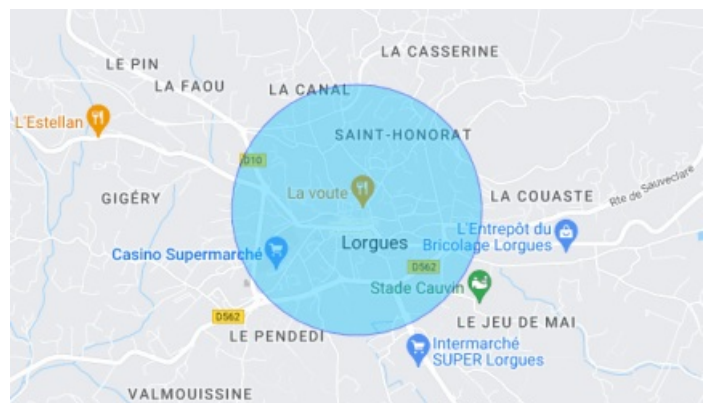 LA CASSERINE
LE PIN
LA FAOU
LA CANAL
L'Estellan
SAINT-HONORAT
D10
Rte de Sauveclare
GIGÉRY
La voute
LA COUASTE
L'Entrepôt du
Bricolage Lorgues
Lorgues
Casino Supermarché
D562
Stade Cauvin
D562
LE JEU DE MAI
LE PENDEDI
Intermarché
SUPER Lorgues
VALMOUISSINE